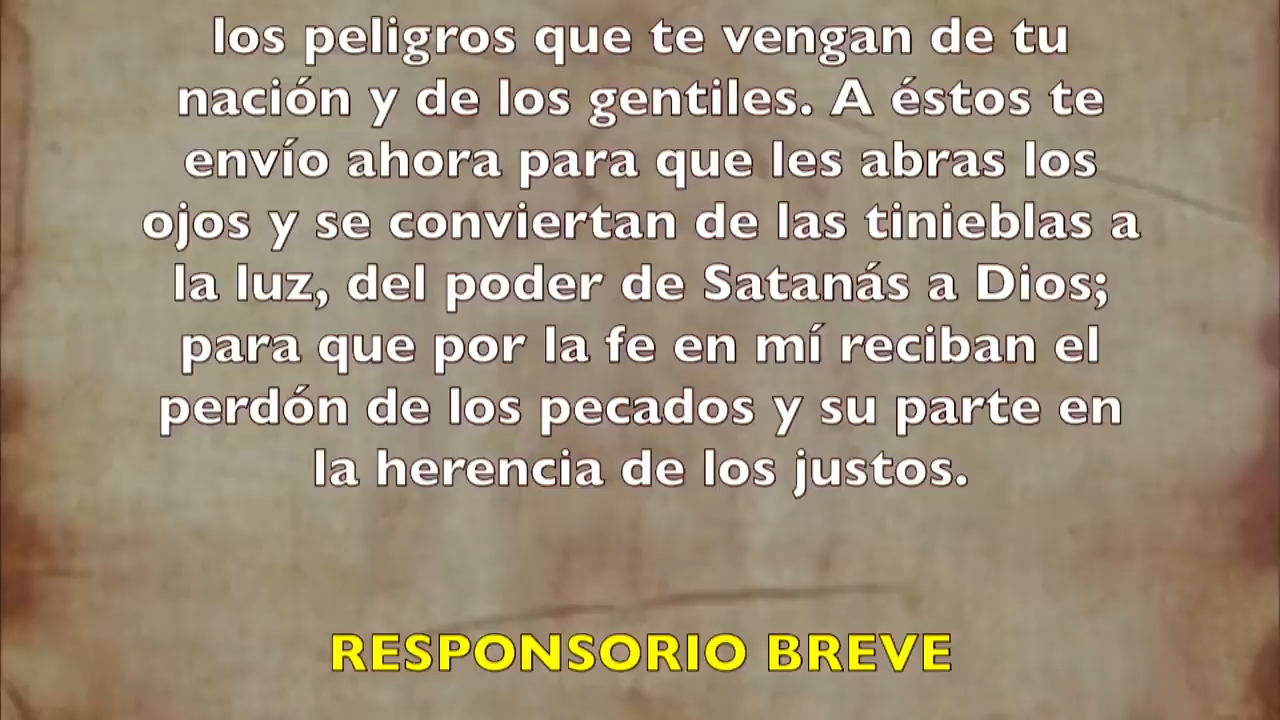 los peligros que te vengan de tu
nación y de los gentiles. A éstos te
envío ahora para que les abras los
ojos y se conviertan de las tinieblas a
la luz, del poder de Satanás a Dios;
para que por la fe en mí reciban el
perdón de los pecados y su parte en
la herencia de los justos.
RESPONSORIO BREVE